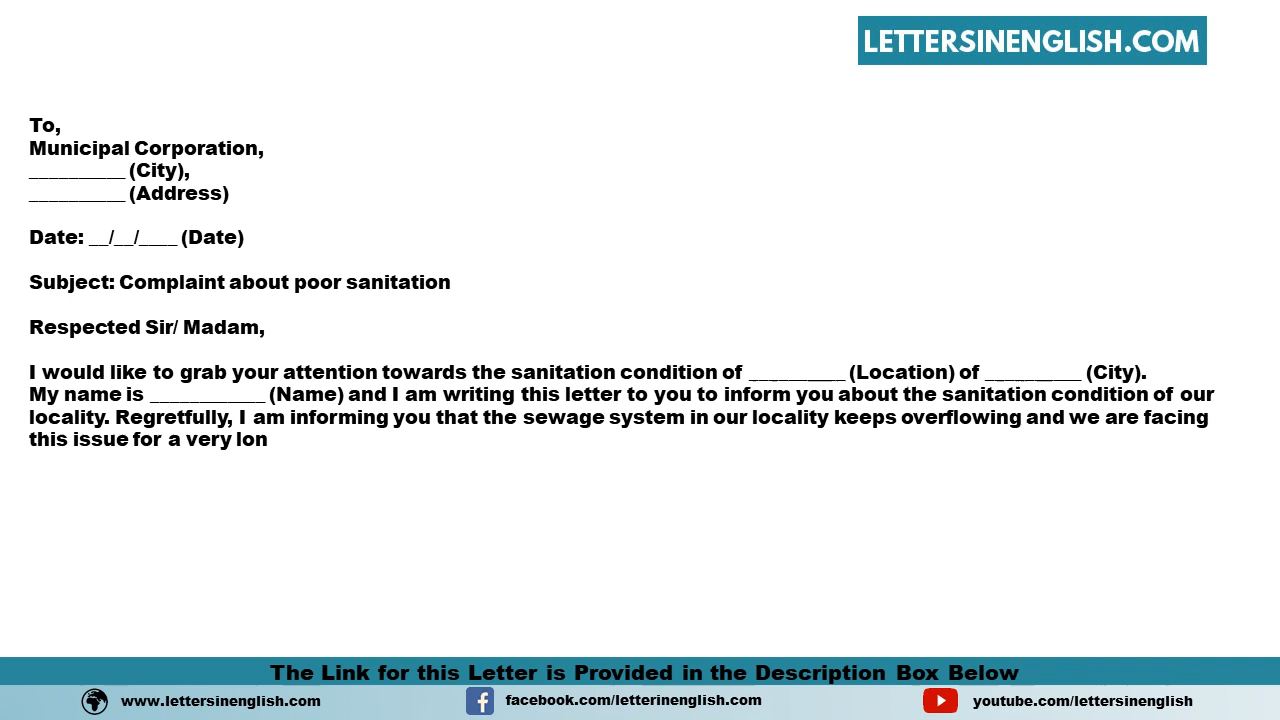 LETTERSINENGLISH.COM
To,
Municipal Corporation,
__________ (City),
__________ (Address)
Date: __/__/____ (Date)
Subject: Complaint about poor sanitation
Respected Sir/ Madam,
I would like to grab your attention towards the sanitation condition of __________ (Location) of __________ (City).
My name is ____________ (Name) and I am writing this letter to you to inform you about the sanitation condition of our
locality. Regretfully, I am informing you that the sewage system in our locality keeps overflowing and we are facing
this issue for a very lon
The Link for this Letter is Provided in the Description Box Below
www.lettersinenglish.com
facebook.com/letterinenglish.com
youtube.com/lettersinenglish